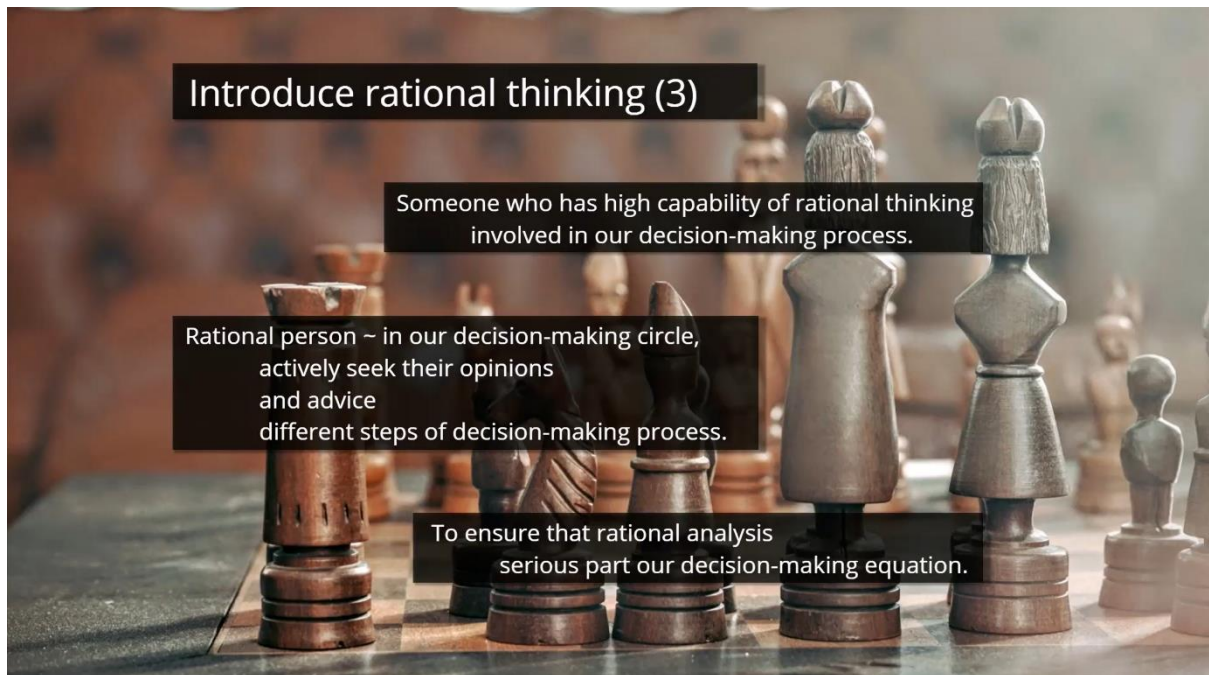 Introduce rational thinking (3)
Someone who has high capability of rational thinking
involved in our decision-making process.
Rational person ~ in our decision-making circle,
actively seek their opinions
and advice
different steps of decision-making process.
To ensure that rational analysis
serious part our decision-making equation.